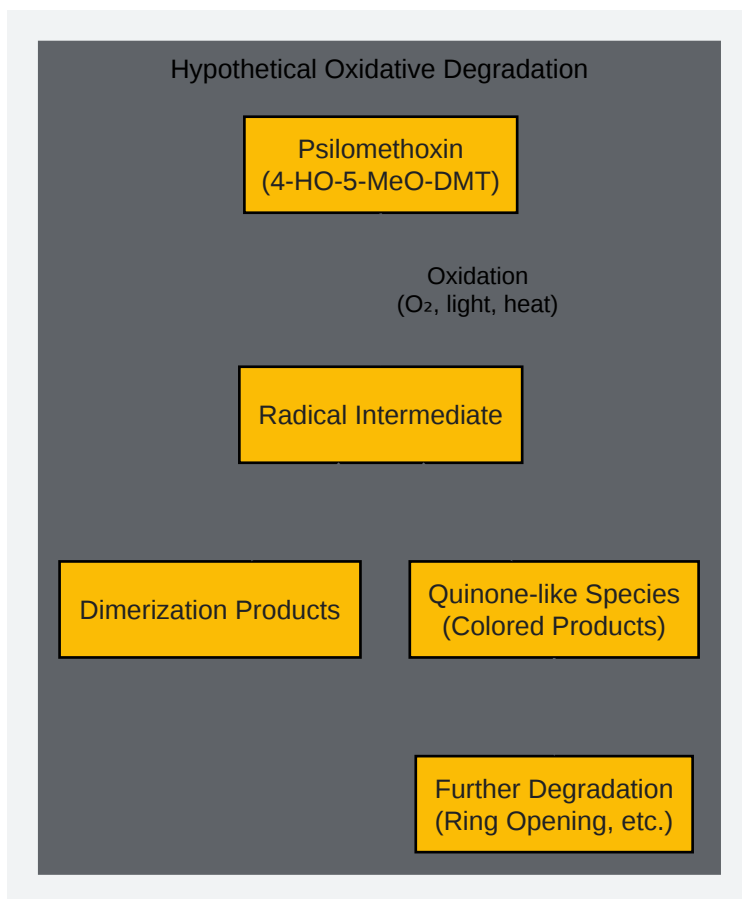 Hypothetical Oxidative Degradation
Psilomethoxin
(4-HO-5-MeO-DMT)
Oxidation
(O₂, light, heat)
Radical Intermediate
Dimerization Products
Quinone-like Species
(Colored Products)
Further Degradation
(Ring Opening, etc.)